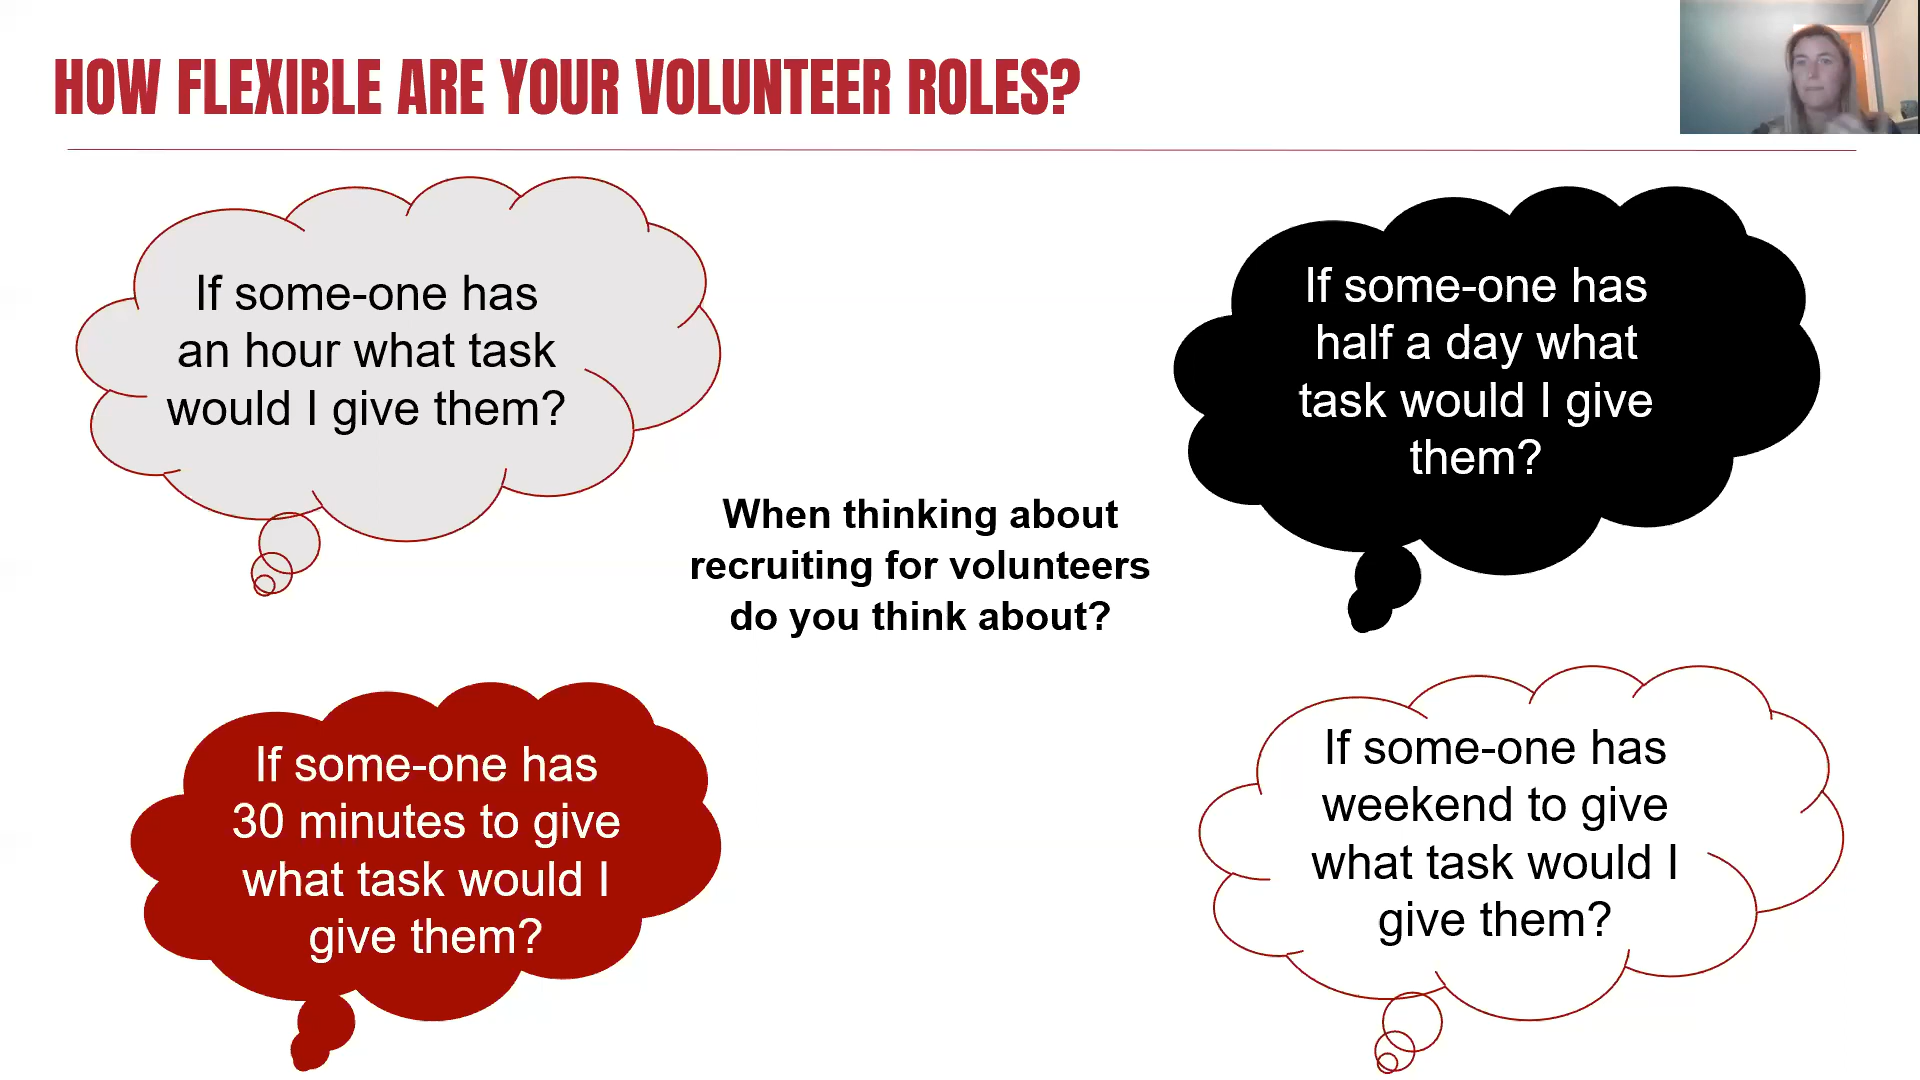 HOW FLEXIBLE ARE YOUR VOLUNTEER ROLES?
If some-one has
an hour what task
would I give them?
If some-one has
half a day what
task would I give
them?
When thinking about
recruiting for volunteers
do you think about?
If some-one has
30 minutes to give
what task would I
give them?
If some-one has
weekend to give
what task would I
give them?